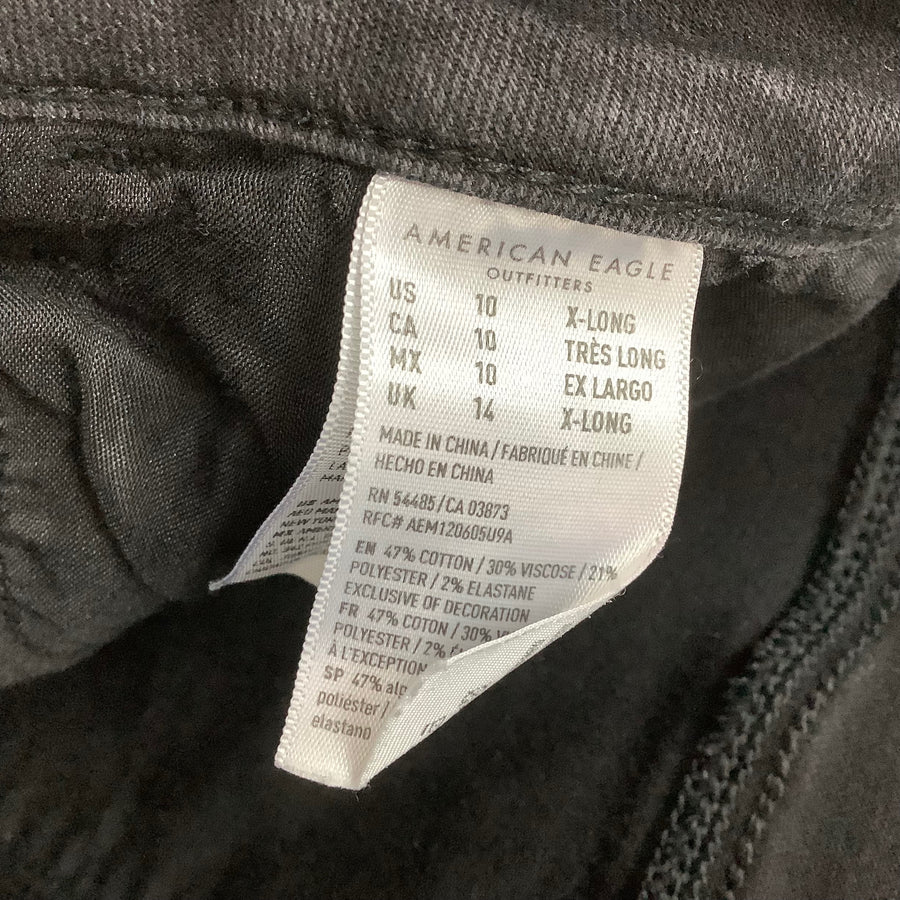 AMERICAN EAGLE
OUTFITTERS
US 10 X-LONG
CA 10 TRÈS LONG
MX 10 EX LARGO
UK 14 X-LONG
MADE IN CHINA / FABRIQUÉ EN CHINE /
HECHO EN CHINA
RN 54485/CA 03873
RFC# AEM120605U9A
EN 47% COTTON / 30% VISCOSE / 21%
POLYESTER / 2% ELASTANE
EXCLUSIVE OF DECORATION
FR 47% COTON / 30%
POLYESTER / 2%
À L'EXCEPTION
SP 47%
poliéster /
elastano